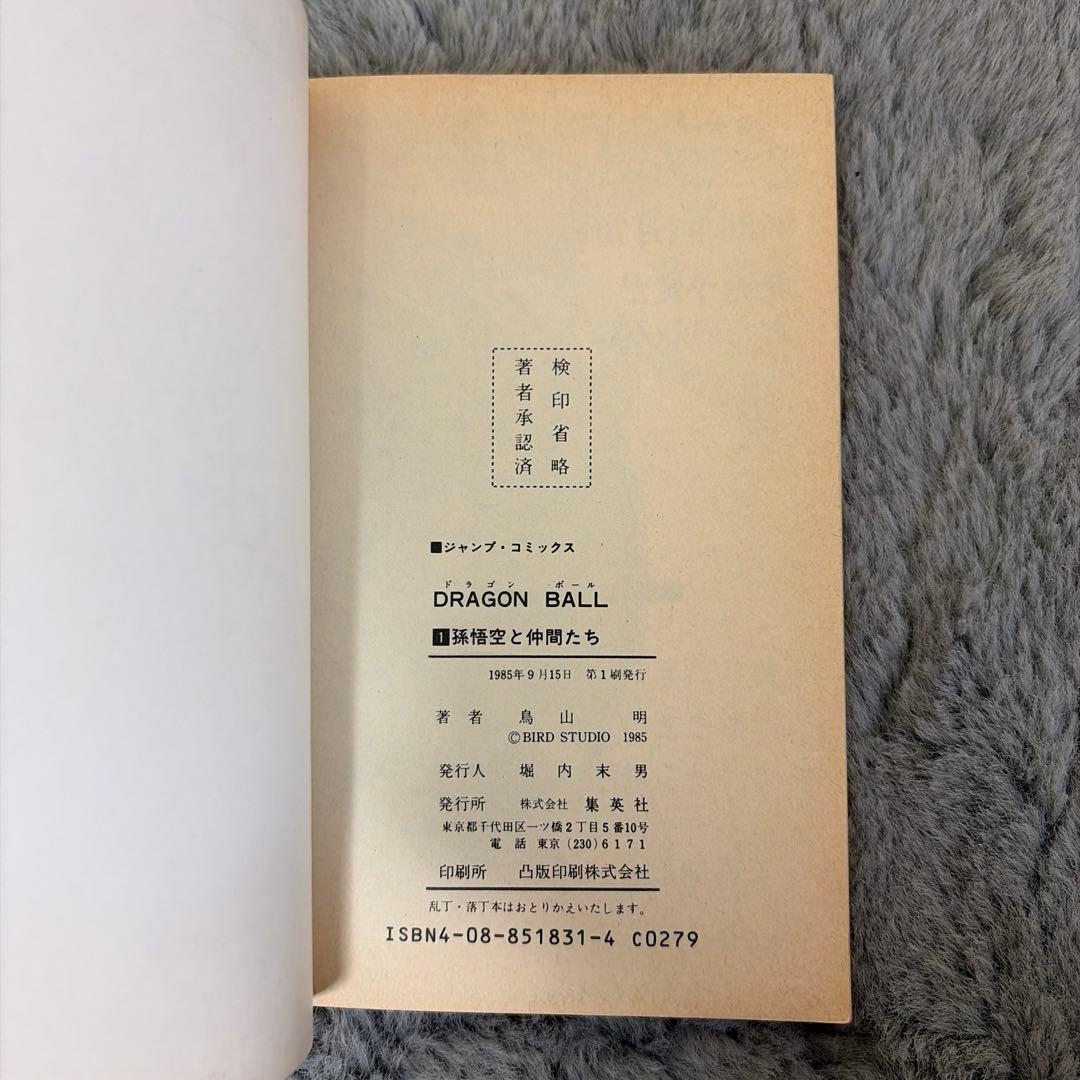 検印省略
著者承認済
■ジャンプ・コミックス
ドラゴン ボール
DRAGON BALL
1孫悟空と仲間たち
1985年9月15日 第1刷発行
著者 鳥山 明
©BIRD STUDIO 1985
発行人 堀内末男
発行所 株式会社 集英社
東京都千代田区一ツ橋2丁目5番10号
電話 東京(230)6171
印刷所 凸版印刷株式会社
乱丁・落丁本はおとりかえいたします。
ISBN4-08-851831-4 C0279